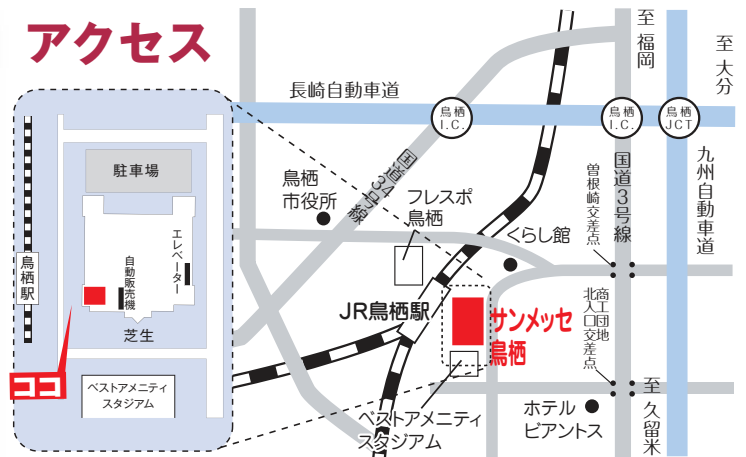 アクセス
駐車場
エレベーター
自動販売機
鳥栖駅
芝生
ココ
ベストアメニティ
スタジアム
長崎自動車道
鳥栖
I.C.
鳥栖
I.C.
鳥栖
JCT
至 福岡
至 大分
国道34号線
国道3号線
九州自動車道
曽根崎交差点
鳥栖
市役所
フレスポ
鳥栖
くらし館
JR鳥栖駅
サンメッセ
鳥栖
商工団地
北入口交差点
ベストアメニティ
スタジアム
ホテル
ビアントス
至 久留米